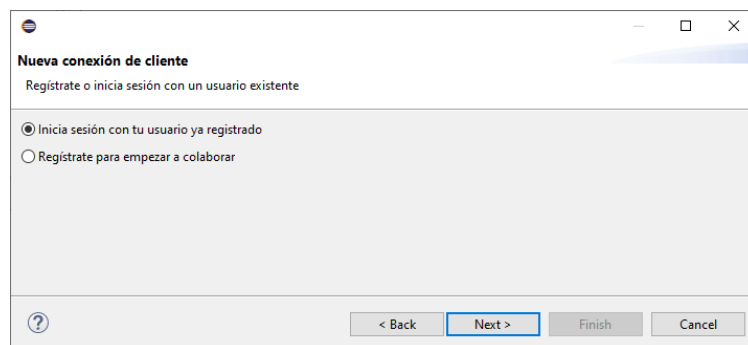 Nueva conexión de cliente
Regístrate o inicia sesión con un usuario existente
Inicia sesión con tu usuario ya registrado
Regístrate para empezar a colaborar
?
< Back
Next >
Finish
Cancel